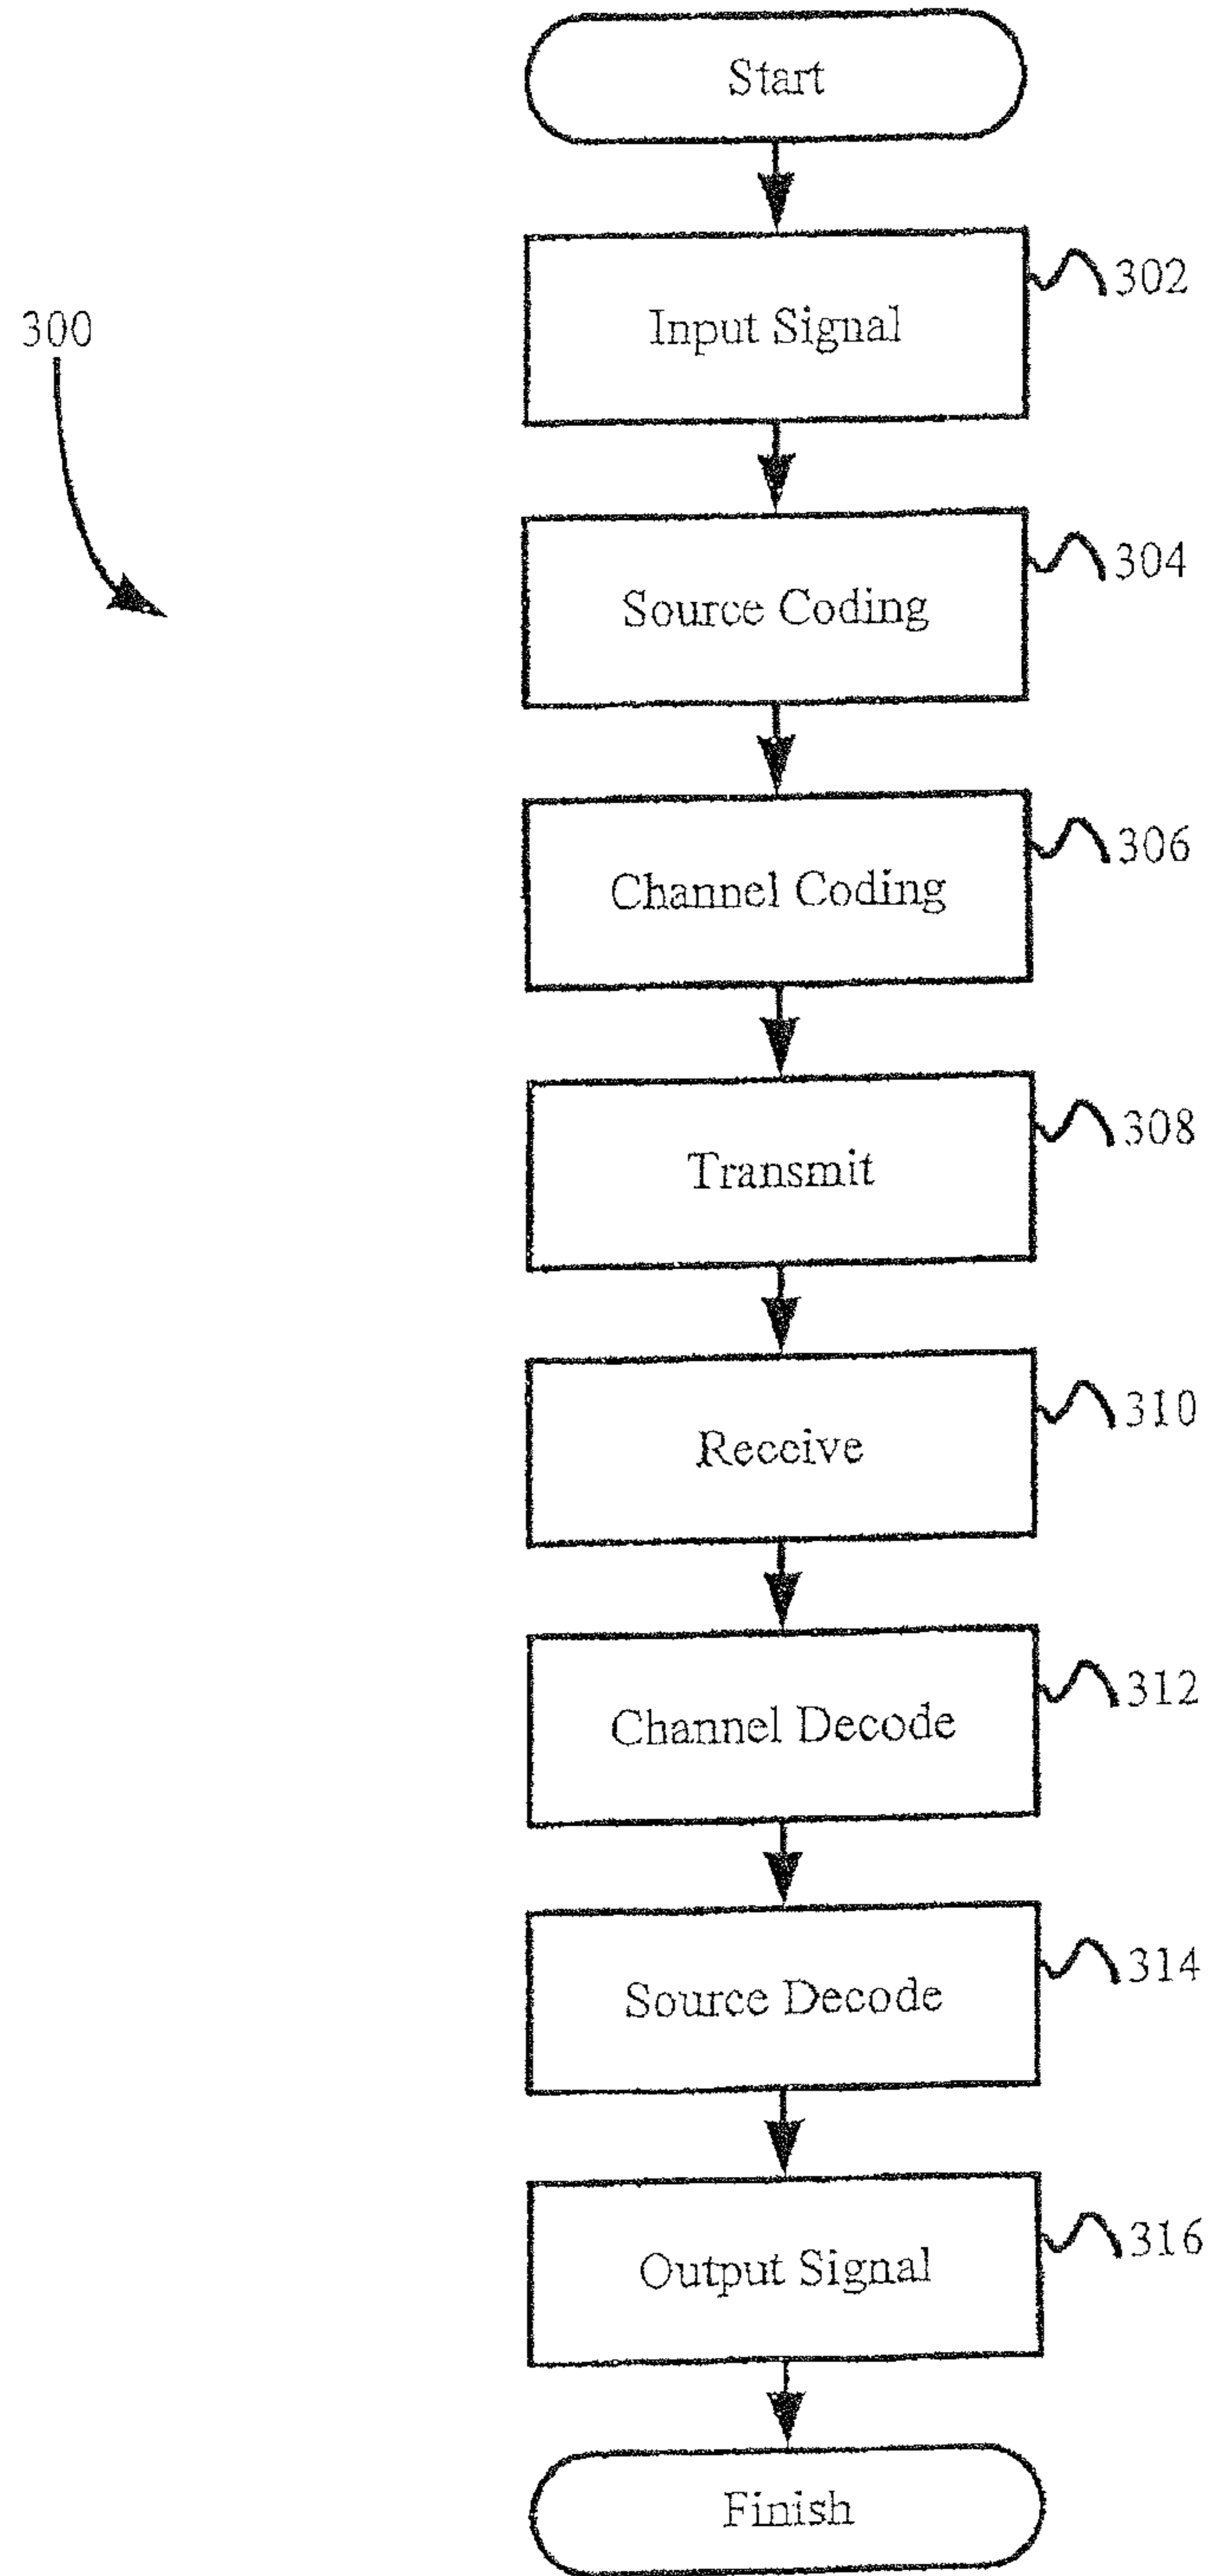 Start
302
Input Signal
300
304
Source Coding
306
Channel Coding
308
Transmit
310
Receive
312
Channel Decode
314
Source Decode
316
Output Signal
Finish